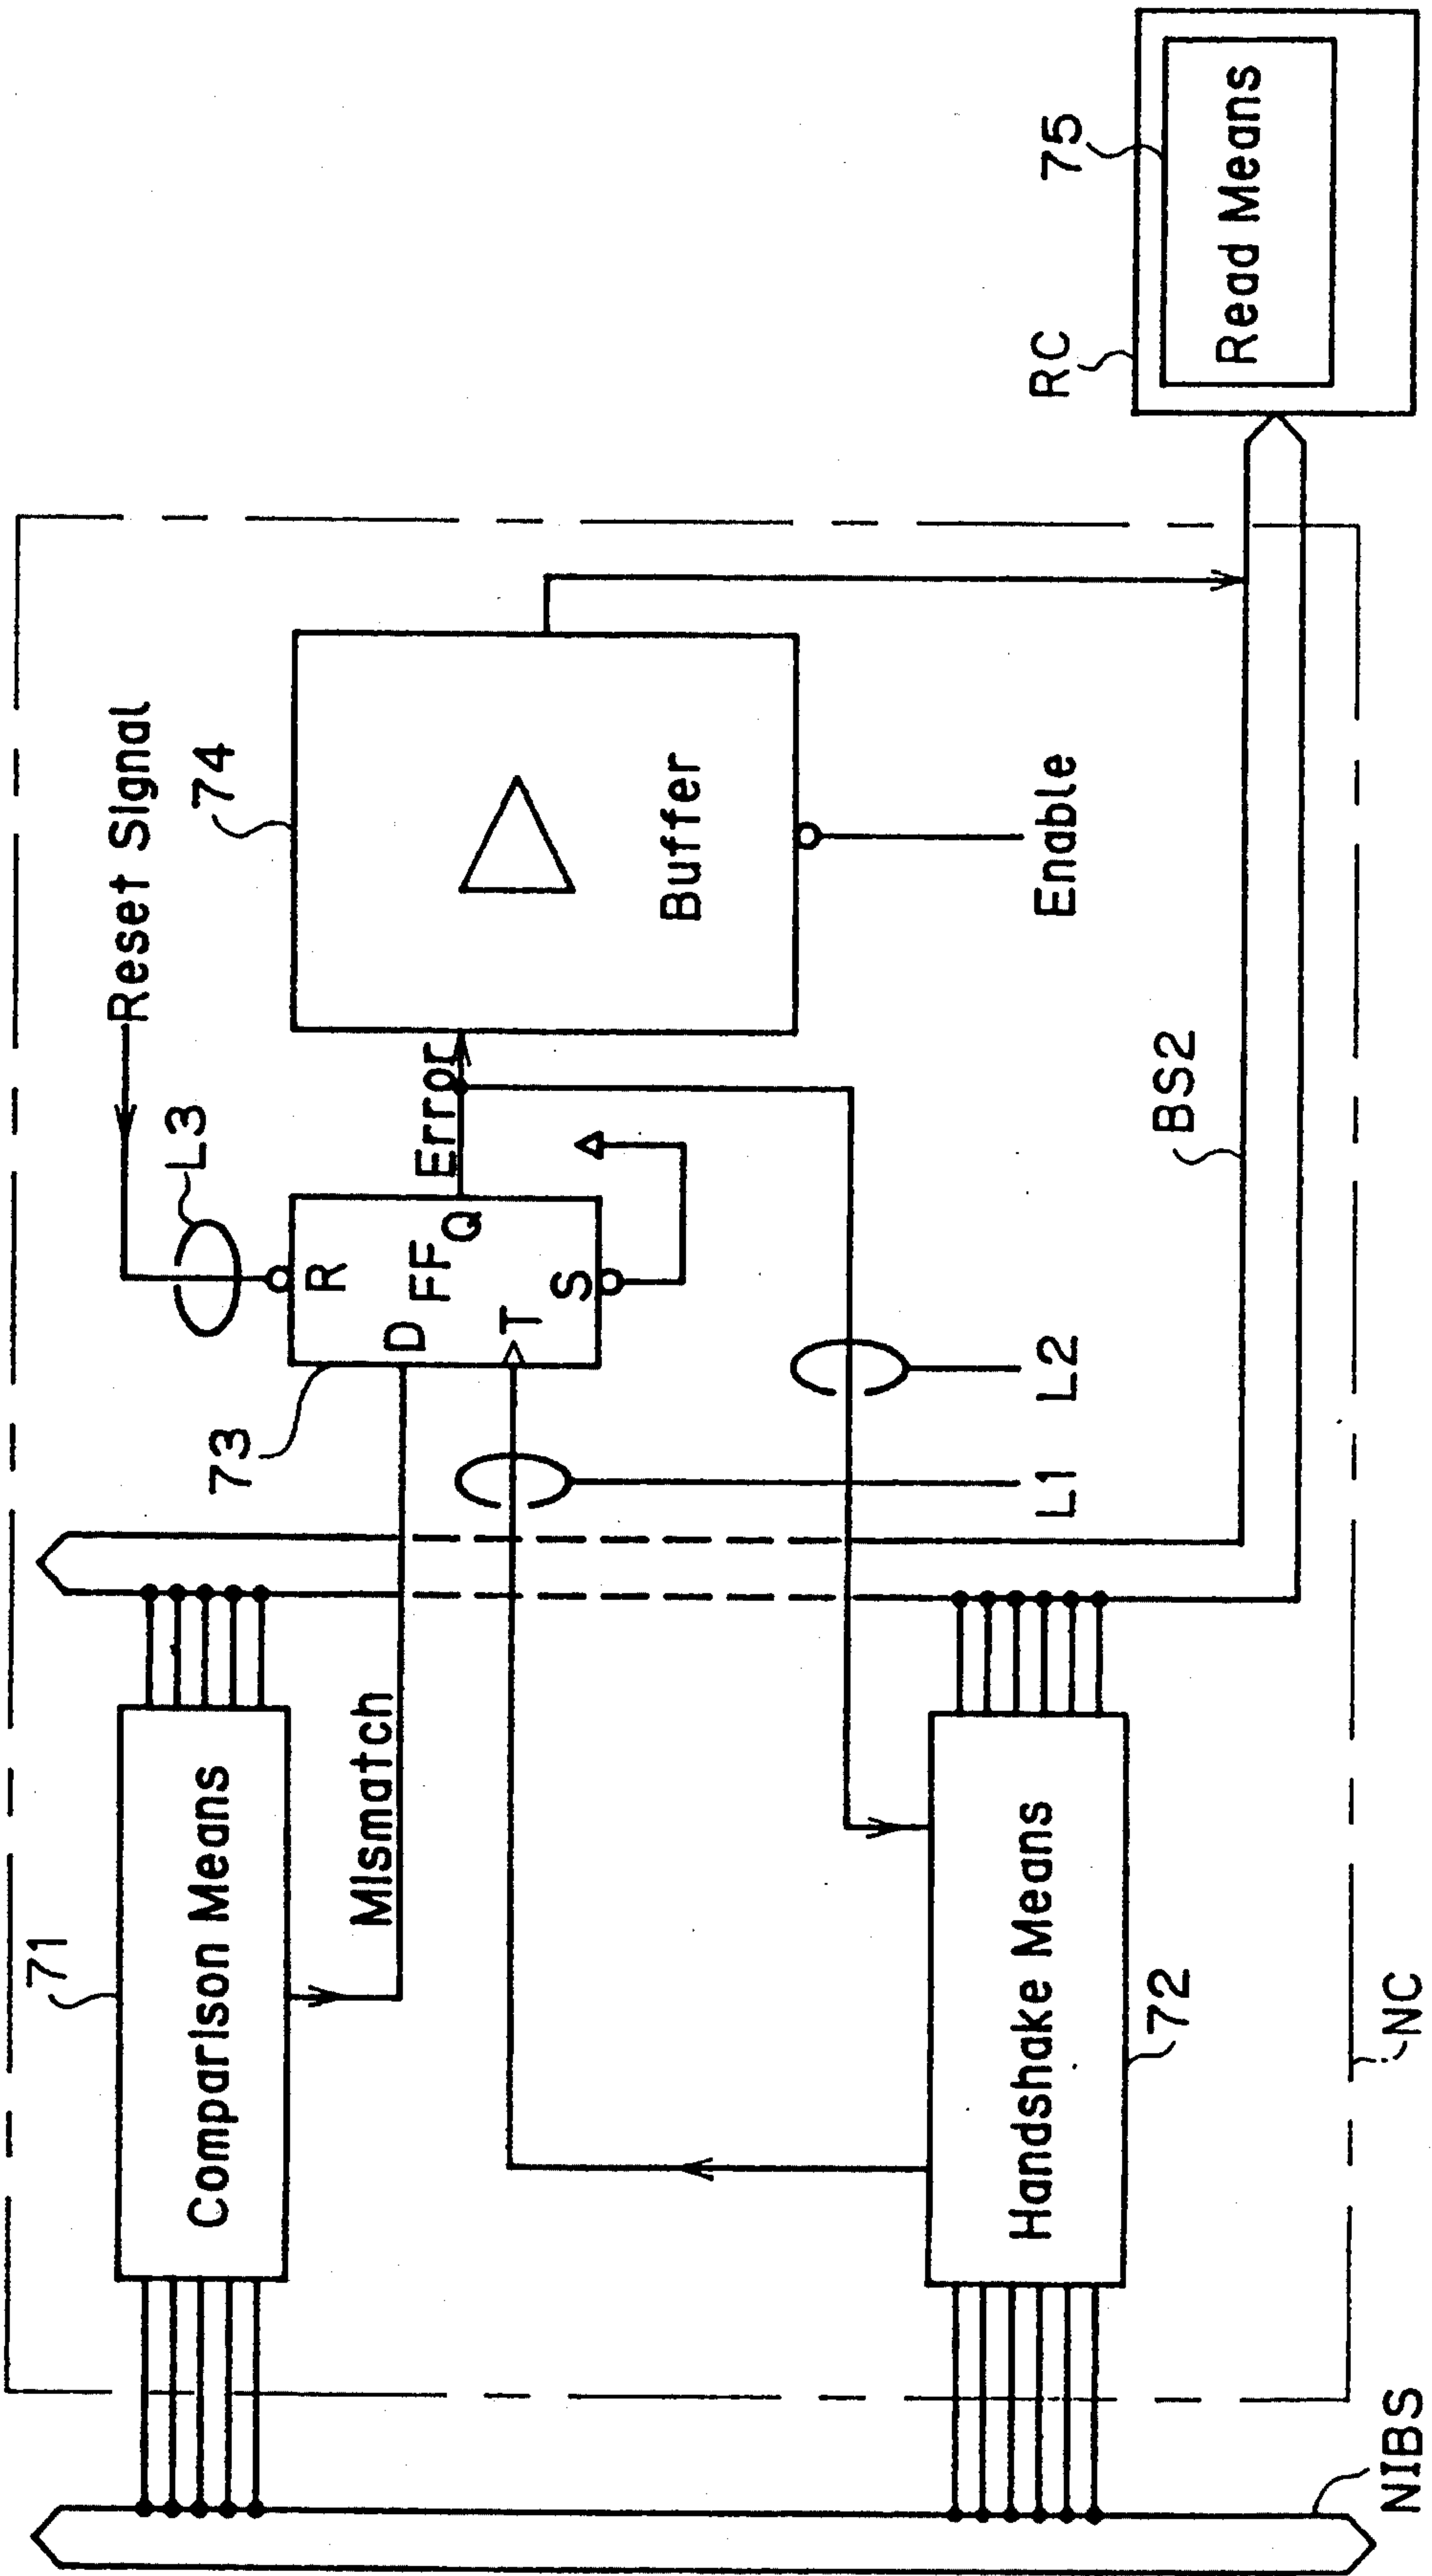 71
Comparison Means
Mismatch
73
D
FF
Q
R
T
S
L3
Reset Signal
Error
74
Buffer
Enable
L1
L2
BS2
Handshake Means
72
NC
NIBS
RC
75
Read Means